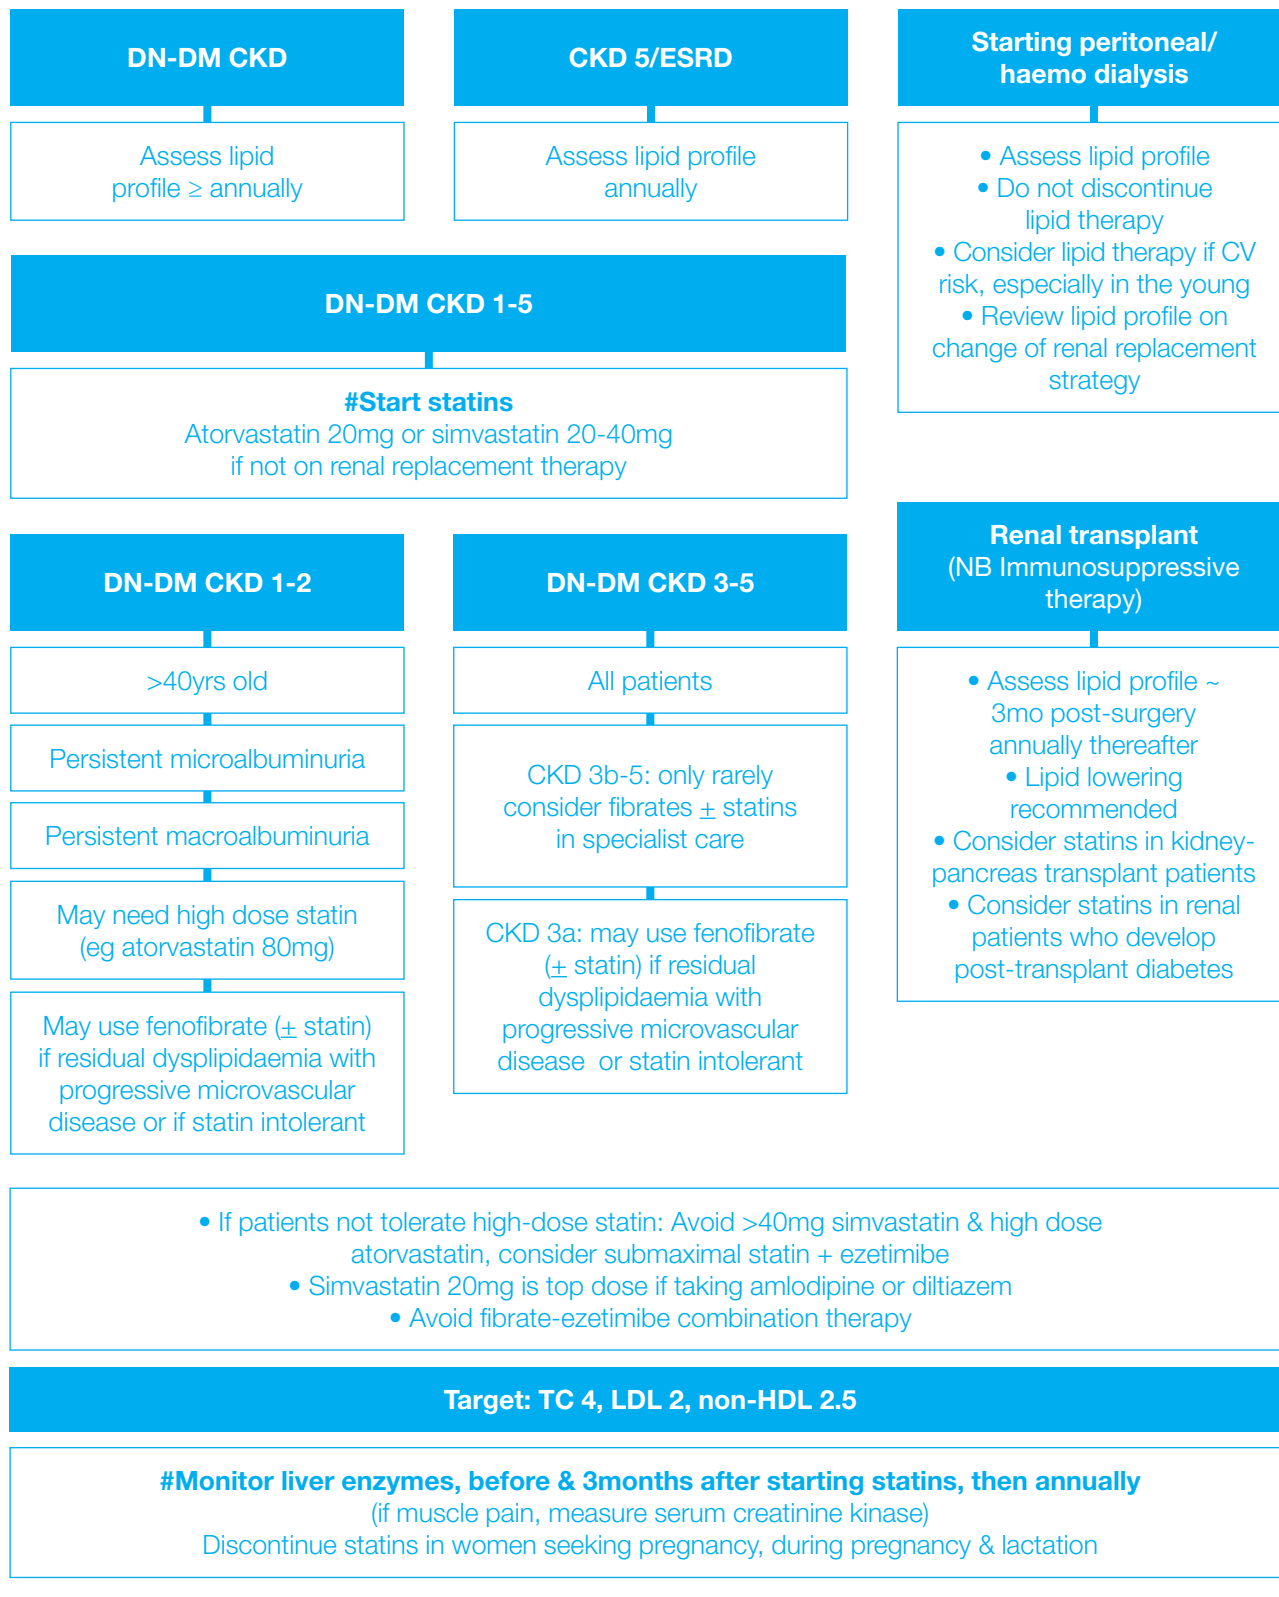 DN-DM CKD
Assess lipid
profile ≥ annually
CKD 5/ESRD
Assess lipid profile
annually
Starting peritoneal/
haemo dialysis
• Assess lipid profile
• Do not discontinue
lipid therapy
• Consider lipid therapy if CV
risk, especially in the young
• Review lipid profile on
change of renal replacement
strategy
DN-DM CKD 1-5
#Start statins
Atorvastatin 20mg or simvastatin 20-40mg
if not on renal replacement therapy
DN-DM CKD 1-2
>40yrs old
Persistent microalbuminuria
Persistent macroalbuminuria
May need high dose statin
(eg atorvastatin 80mg)
May use fenofibrate (± statin)
if residual dysplipidaemia with
progressive microvascular
disease or if statin intolerant
DN-DM CKD 3-5
All patients
CKD 3b-5: only rarely
consider fibrates ± statins
in specialist care
CKD 3a: may use fenofibrate
(± statin) if residual
dysplipidaemia with
progressive microvascular
disease or statin intolerant
Renal transplant
(NB Immunosuppressive
therapy)
• Assess lipid profile ~
3mo post-surgery
annually thereafter
• Lipid lowering
recommended
• Consider statins in kidney-
pancreas transplant patients
• Consider statins in renal
patients who develop
post-transplant diabetes
• If patients not tolerate high-dose statin: Avoid >40mg simvastatin & high dose
atorvastatin, consider submaximal statin + ezetimibe
• Simvastatin 20mg is top dose if taking amlodipine or diltiazem
• Avoid fibrate-ezetimibe combination therapy
Target: TC 4, LDL 2, non-HDL 2.5
#Monitor liver enzymes, before & 3months after starting statins, then annually
(if muscle pain, measure serum creatinine kinase)
Discontinue statins in women seeking pregnancy, during pregnancy & lactation